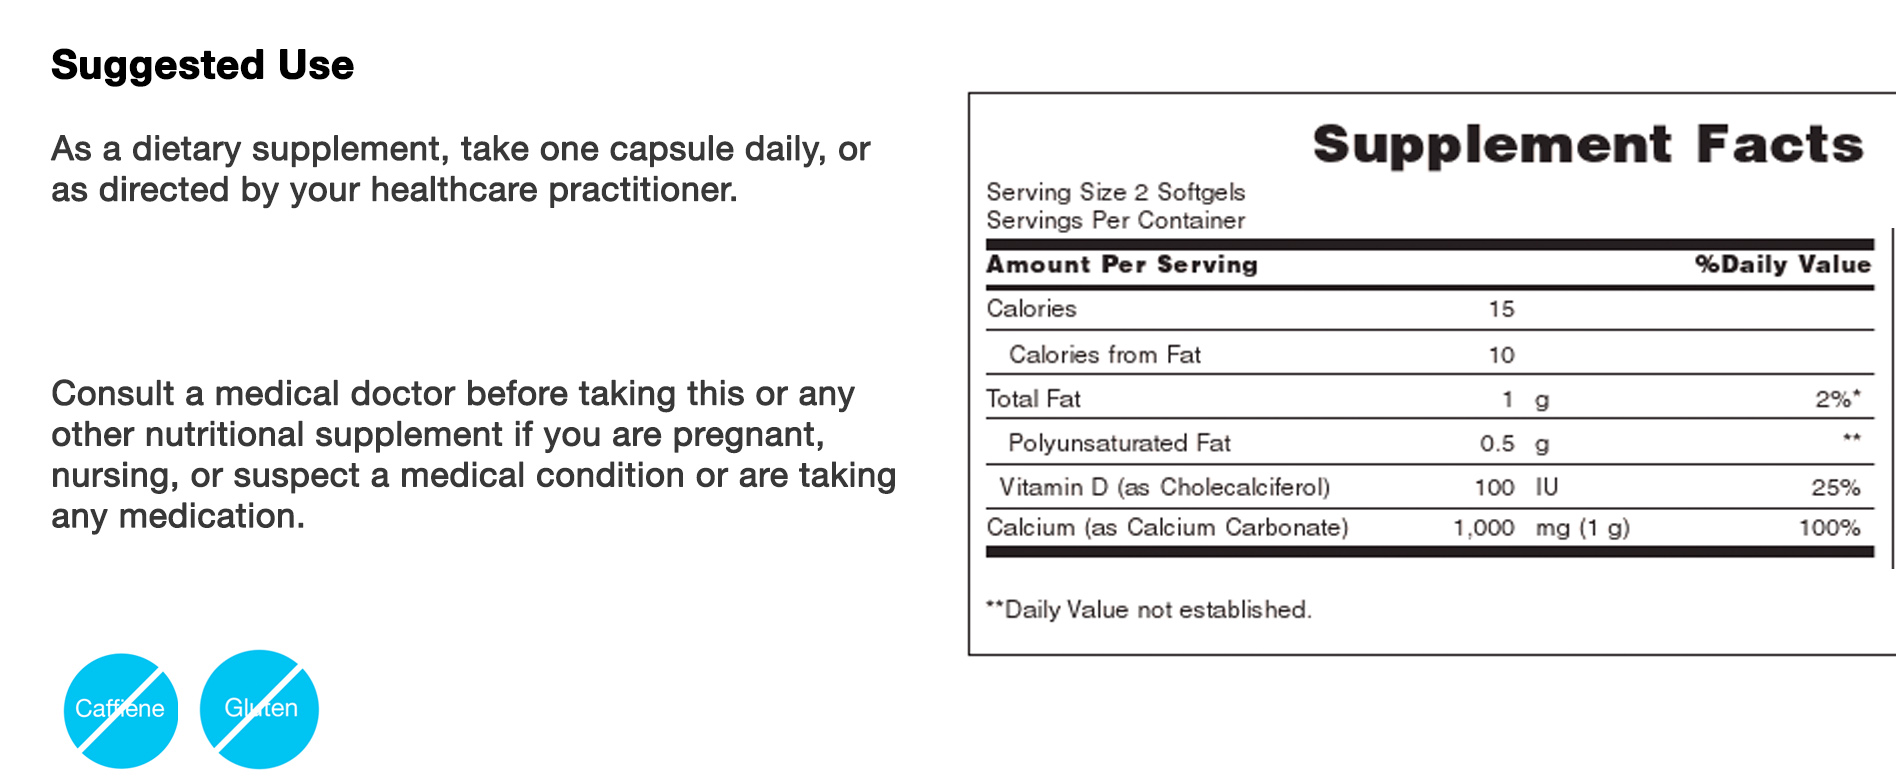 Suggested Use
As a dietary supplement, take one capsule daily, or
as directed by your healthcare practitioner.
Consult a medical doctor before taking this or any
other nutritional supplement if you are pregnant,
nursing, or suspect a medical condition or are taking
any medication.
Caffiene
Gluten
Supplement Facts
Serving Size 2 Softgels
Servings Per Container
Amount Per Serving %Daily Value
Calories 15
Calories from Fat 10
Total Fat 1 g 2%*
Polyunsaturated Fat 0.5 g **
Vitamin D (as Cholecalciferol) 100 IU 25%
Calcium (as Calcium Carbonate) 1,000 mg (1 g) 100%
**Daily Value not established.